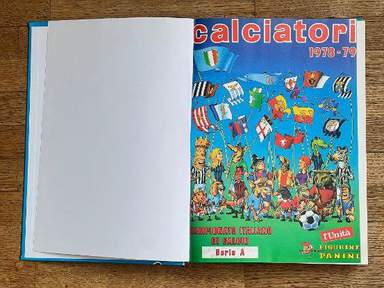 calciatori
1978-79
CAMPIONATO ITALIANO
DI CALCIO
Serie A
l'Unità
FIGURINE
PANINI